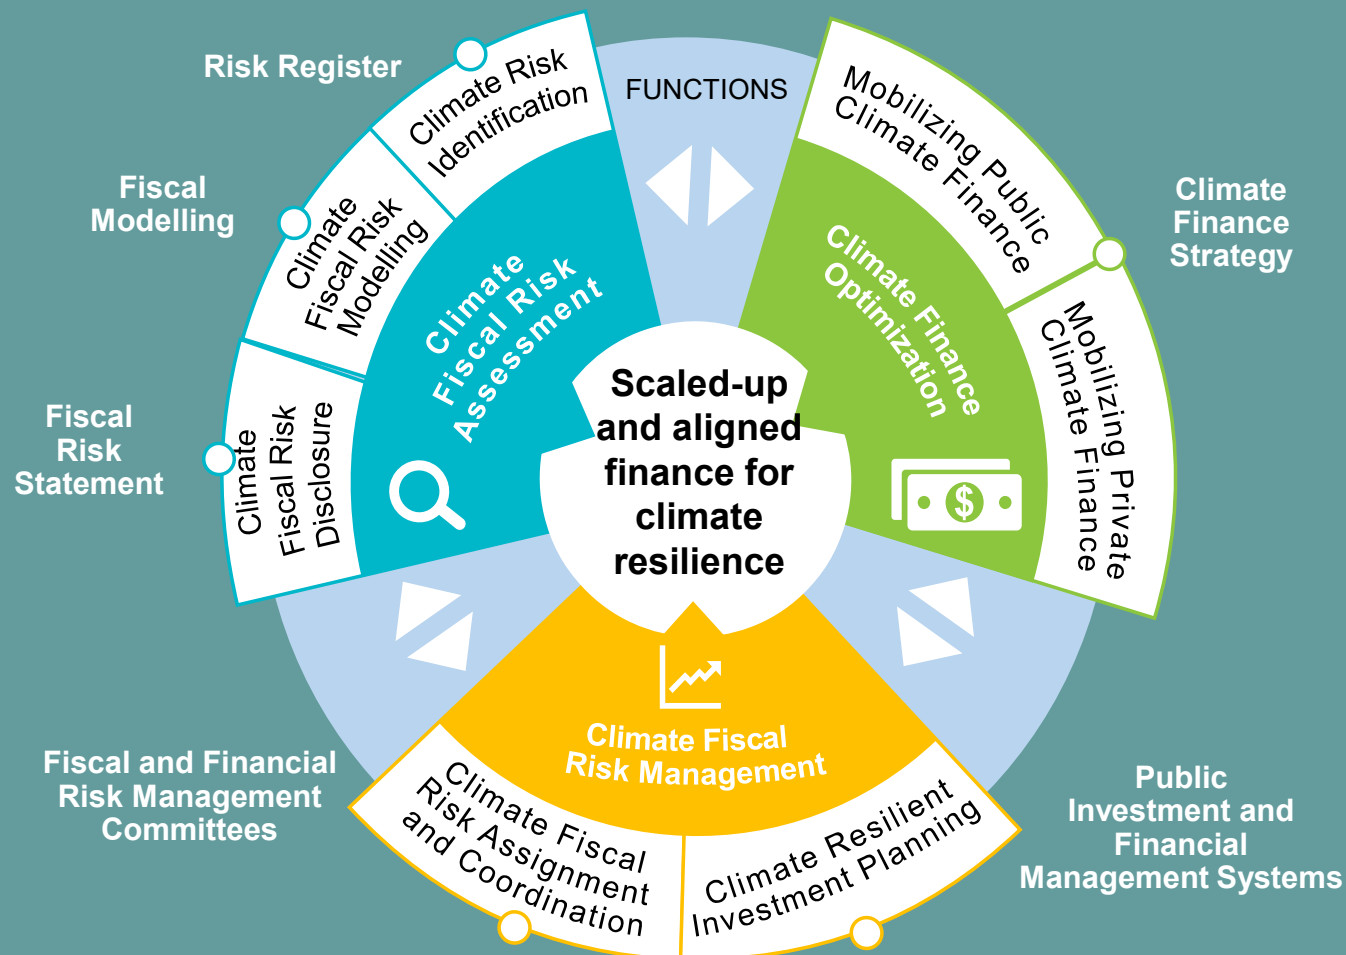 FUNCTIONS
Risk Register
Climate Risk
Identification
Fiscal
Modelling
Climate
Fiscal Risk
Modelling
Fiscal
Risk
Statement
Climate
Fiscal Risk
Disclosure
Climate
Fiscal Risk
Assessment
Mobilizing Public
Climate Finance
Climate
Finance
Strategy
Mobilizing Private
Climate Finance
Climate Finance
Optimization
$
Scaled-up
and aligned
finance for
climate
resilience
Climate Fiscal
Risk Management
Fiscal and Financial
Risk Management
Committees
Climate Fiscal
Risk Assignment
and Coordination
Climate Resilient
Investment Planning
Public
Investment and
Financial
Management Systems